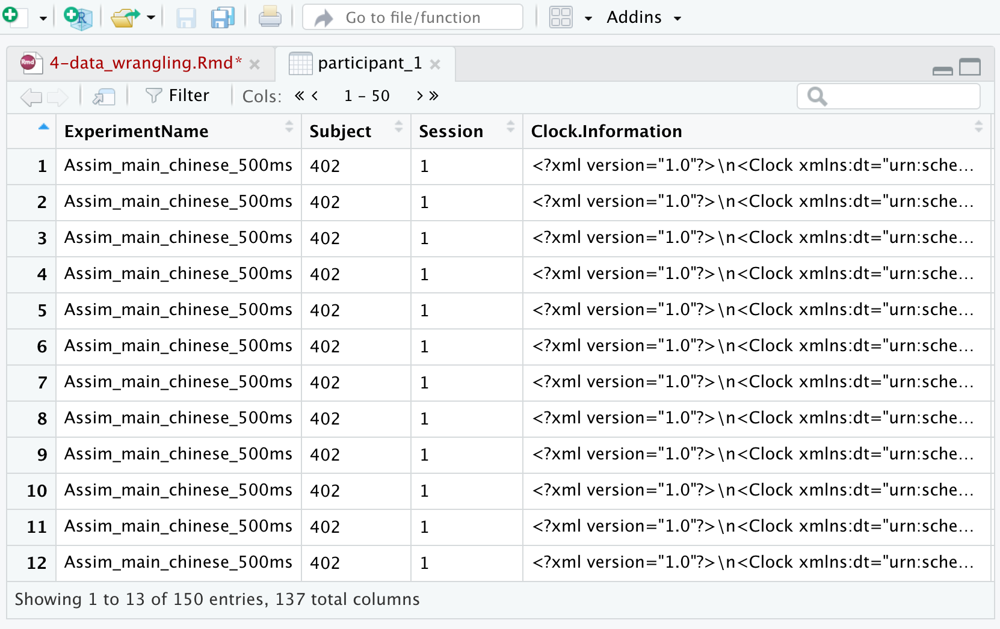 Go to file/function Addins
Rmd 4-data_wrangling.Rmd* participant_1
Filter Cols: « < 1 - 50 > »
ExperimentName Subject Session Clock.Information
1 Assim_main_chinese_500ms 402 1 <?xml version="1.0"?>\n<Clock xmlns:dt="urn:sche...
2 Assim_main_chinese_500ms 402 1 <?xml version="1.0"?>\n<Clock xmlns:dt="urn:sche...
3 Assim_main_chinese_500ms 402 1 <?xml version="1.0"?>\n<Clock xmlns:dt="urn:sche...
4 Assim_main_chinese_500ms 402 1 <?xml version="1.0"?>\n<Clock xmlns:dt="urn:sche...
5 Assim_main_chinese_500ms 402 1 <?xml version="1.0"?>\n<Clock xmlns:dt="urn:sche...
6 Assim_main_chinese_500ms 402 1 <?xml version="1.0"?>\n<Clock xmlns:dt="urn:sche...
7 Assim_main_chinese_500ms 402 1 <?xml version="1.0"?>\n<Clock xmlns:dt="urn:sche...
8 Assim_main_chinese_500ms 402 1 <?xml version="1.0"?>\n<Clock xmlns:dt="urn:sche...
9 Assim_main_chinese_500ms 402 1 <?xml version="1.0"?>\n<Clock xmlns:dt="urn:sche...
10 Assim_main_chinese_500ms 402 1 <?xml version="1.0"?>\n<Clock xmlns:dt="urn:sche...
11 Assim_main_chinese_500ms 402 1 <?xml version="1.0"?>\n<Clock xmlns:dt="urn:sche...
12 Assim_main_chinese_500ms 402 1 <?xml version="1.0"?>\n<Clock xmlns:dt="urn:sche...
Showing 1 to 13 of 150 entries, 137 total columns